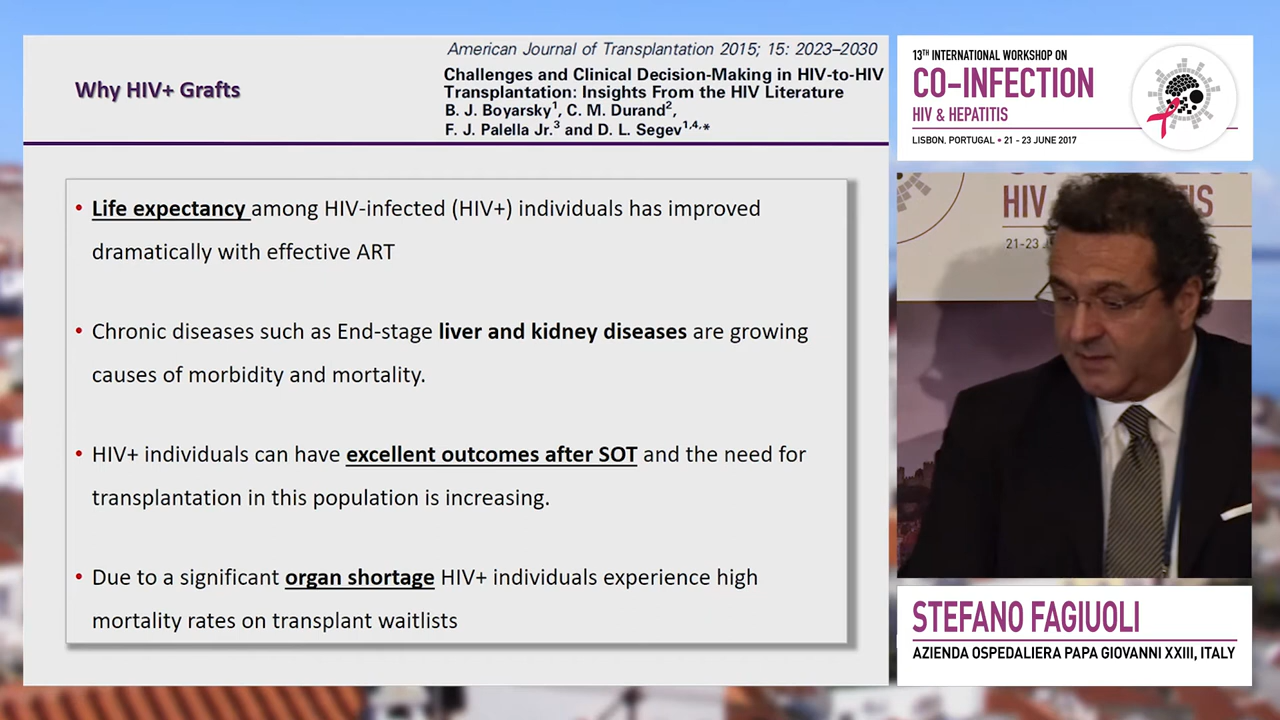 Why HIV+ Grafts
American Journal of Transplantation 2015; 15: 2023–2030
Challenges and Clinical Decision-Making in HIV-to-HIV
Transplantation: Insights From the HIV Literature
B. J. Boyarsky¹, C. M. Durand²,
F. J. Palella Jr.³ and D. L. Segev¹,⁴,*
• Life expectancy among HIV-infected (HIV+) individuals has improved
dramatically with effective ART
• Chronic diseases such as End-stage liver and kidney diseases are growing
causes of morbidity and mortality.
• HIV+ individuals can have excellent outcomes after SOT and the need for
transplantation in this population is increasing.
• Due to a significant organ shortage HIV+ individuals experience high
mortality rates on transplant waitlists
13TH INTERNATIONAL WORKSHOP ON
CO-INFECTION
HIV & HEPATITIS
LISBON, PORTUGAL • 21 - 23 JUNE 2017
HIV
IS
21-23
STEFANO FAGIUOLI
AZIENDA OSPEDALIERA PAPA GIOVANNI XXIII, ITALY